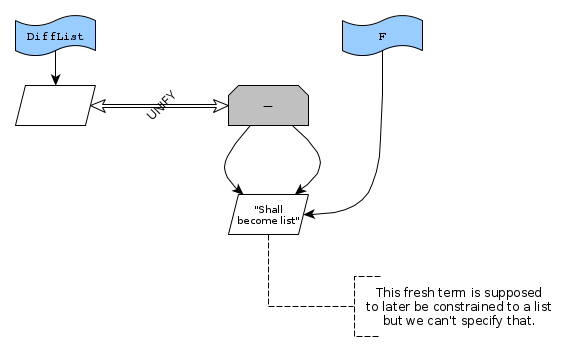 DiffList
F
UNIFY
—
"Shall
become list"
This fresh term is supposed
to later be constrained to a list
but we can't specify that.